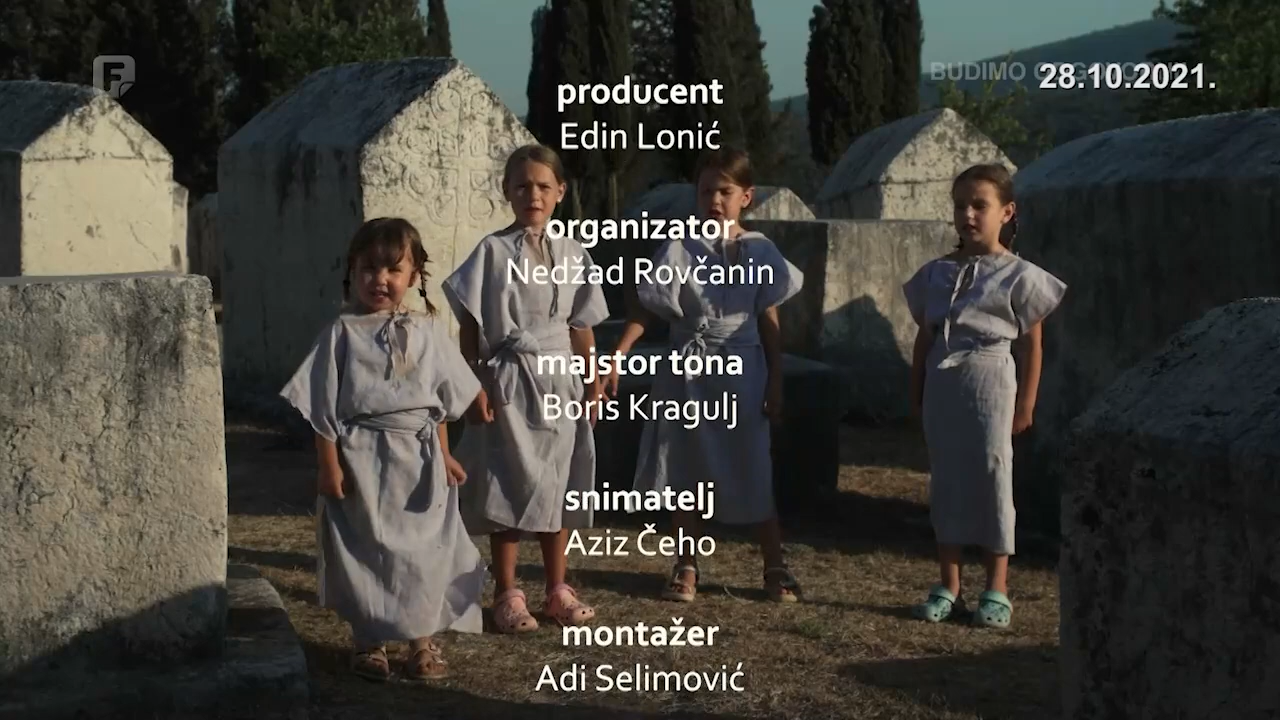 28.10.2021.
producent
Edin Lonić
organizator
Nedžad Rovčanin
majstor tona
Boris Kragulj
snimatelj
Aziz Čeho
montažer
Adi Selimović
BUDIMO